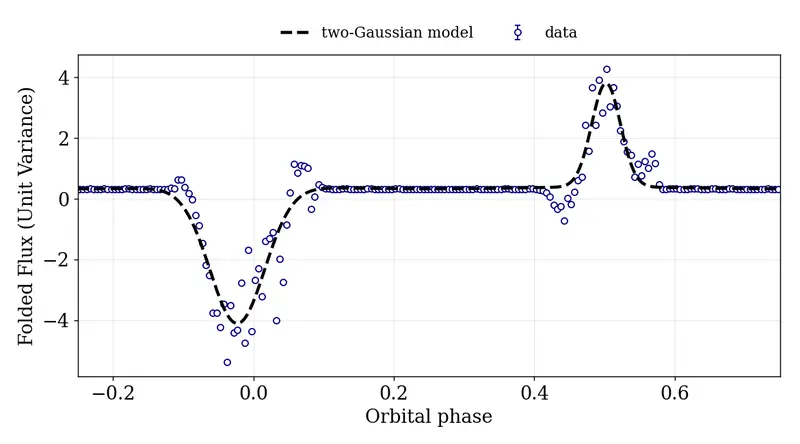 two-Gaussian model
data
Folded Flux (Unit Variance)
4
2
0
−2
−4
−0.2
0.0
0.2
0.4
0.6
Orbital phase